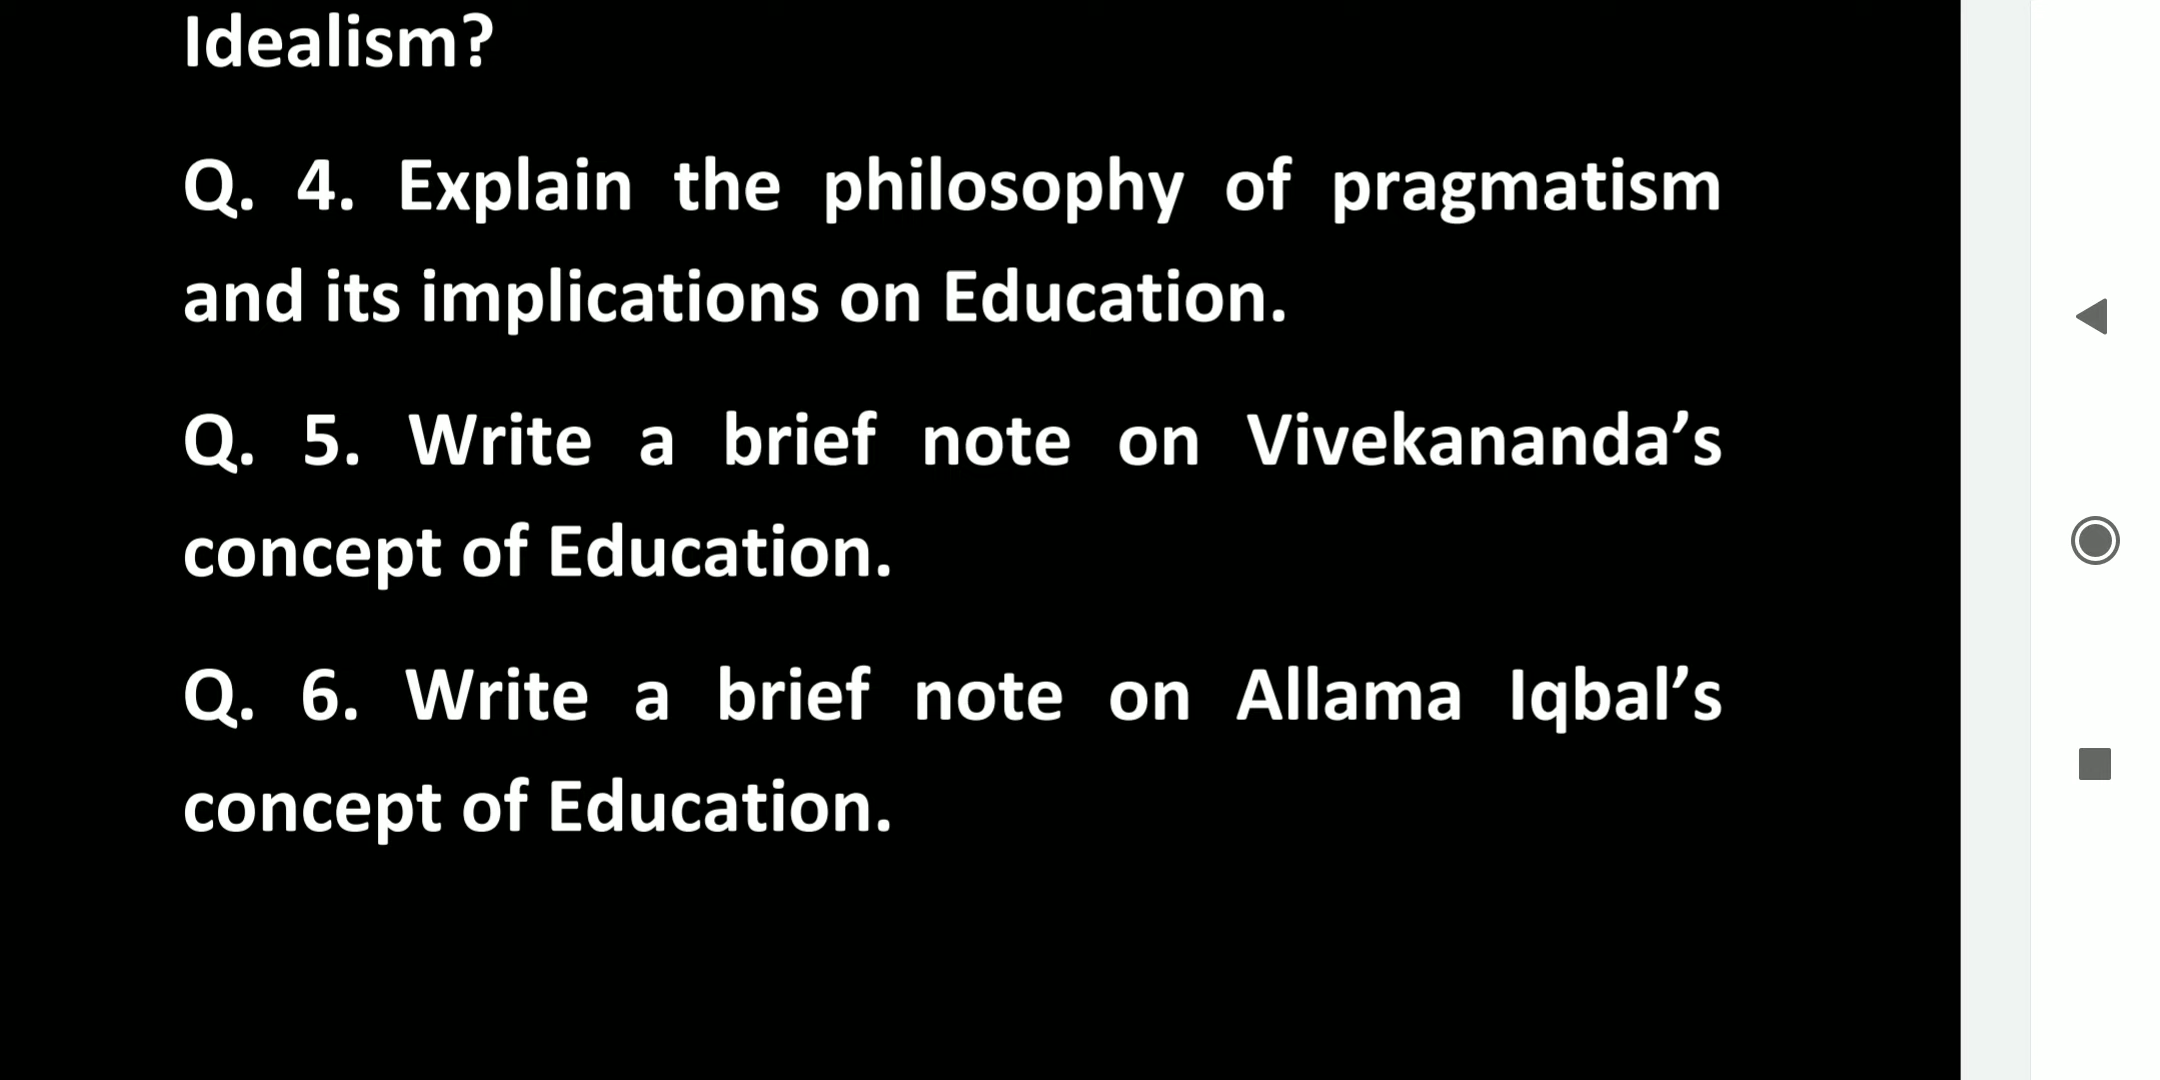 Idealism?
Q. 4. Explain the philosophy of pragmatism
and its implications on Education.
Q. 5. Write a brief note on Vivekananda’s
concept of Education.
Q. 6. Write a brief note on Allama Iqbal’s
concept of Education.